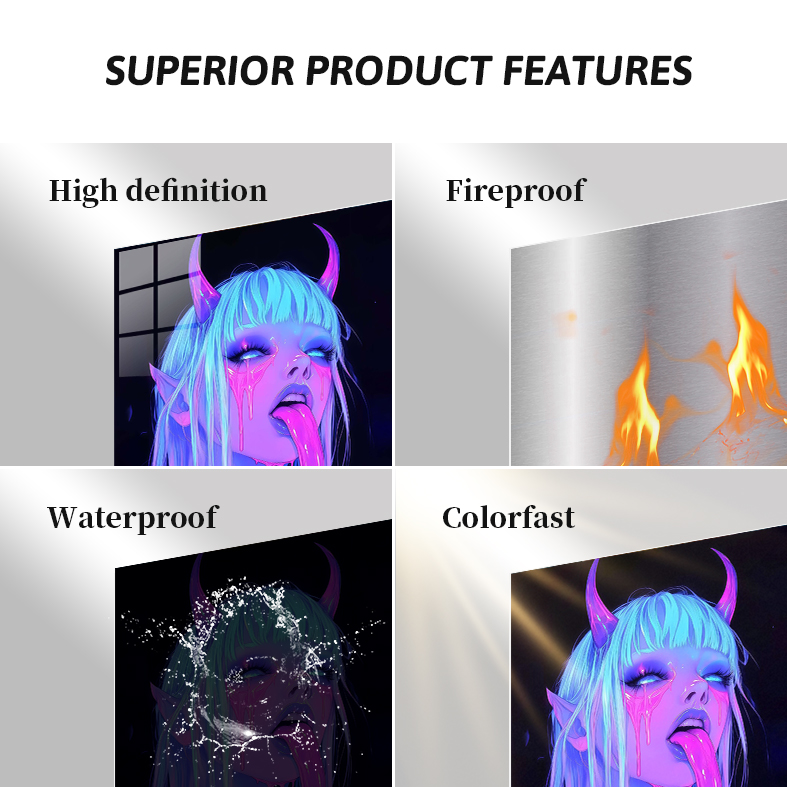 SUPERIOR PRODUCT FEATURES
High definition
Fireproof
Waterproof
Colorfast